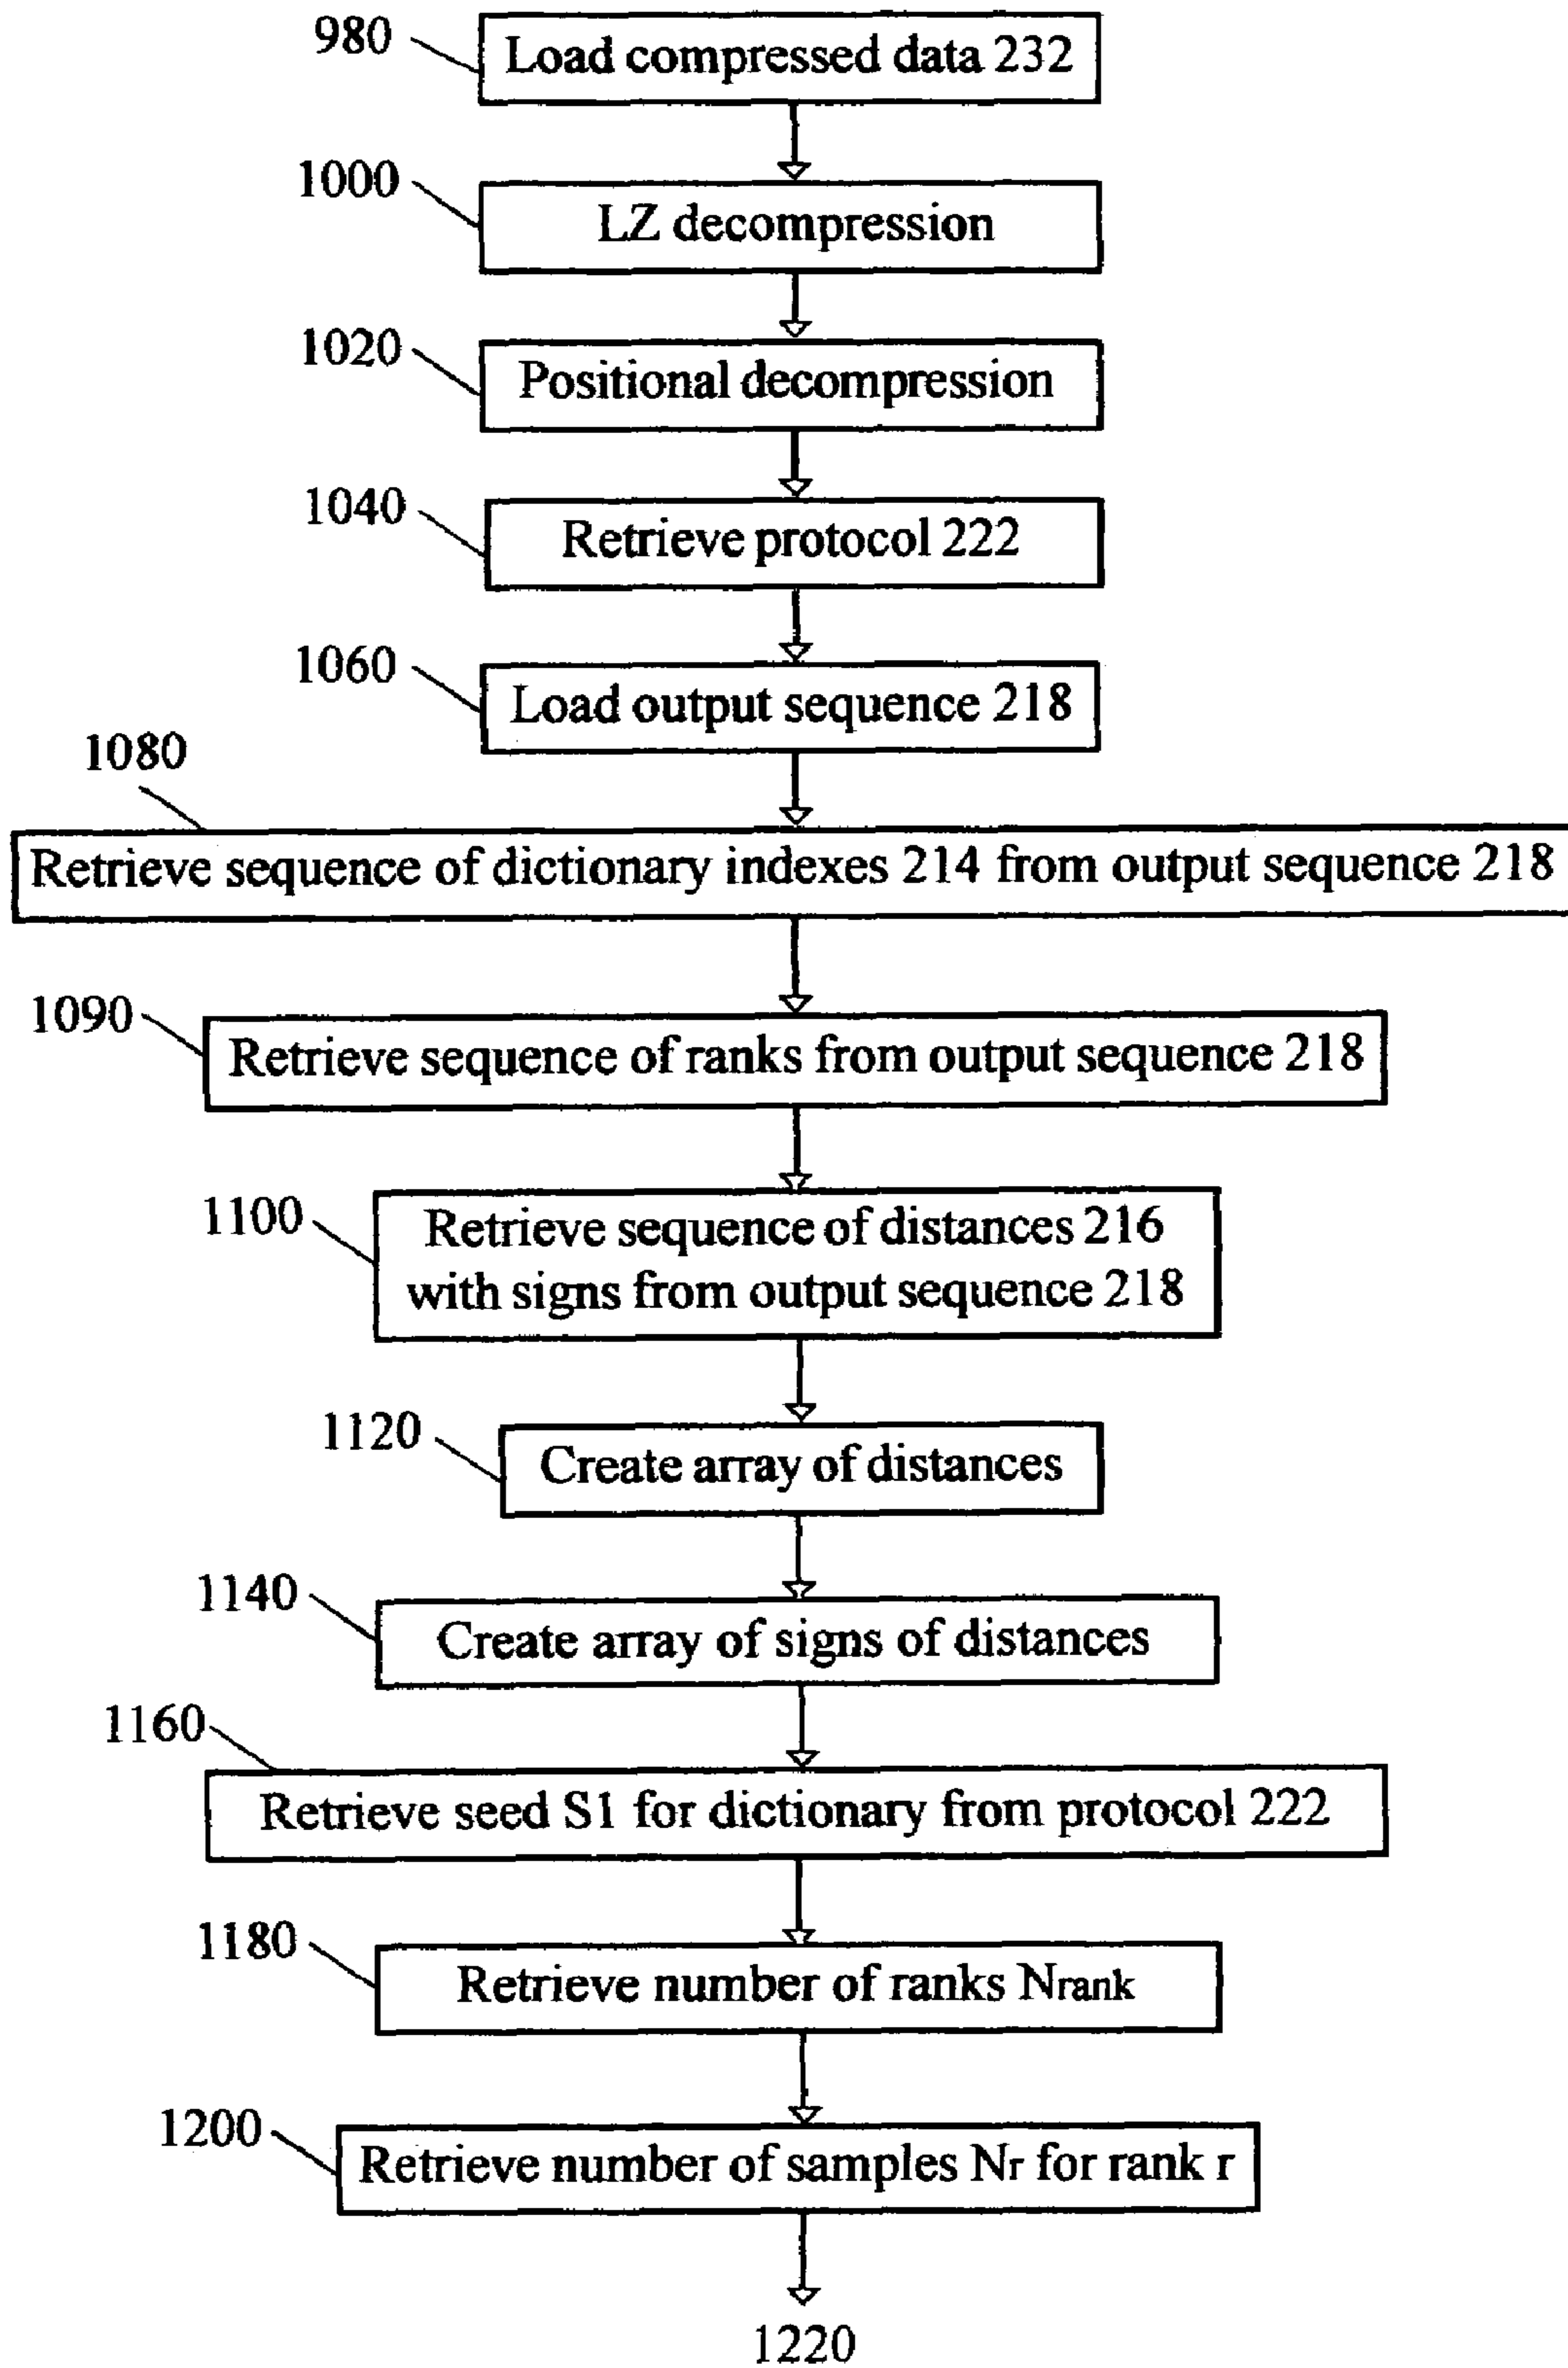 980
Load compressed data 232
1000
LZ decompression
1020
Positional decompression
1040
Retrieve protocol 222
1060
Load output sequence 218
1080
Retrieve sequence of dictionary indexes 214 from output sequence 218
1090
Retrieve sequence of ranks from output sequence 218
1100
Retrieve sequence of distances 216
with signs from output sequence 218
1120
Create array of distances
1140
Create array of signs of distances
1160
Retrieve seed S1 for dictionary from protocol 222
1180
Retrieve number of ranks Nrank
1200
Retrieve number of samples Nr for rank r
1220